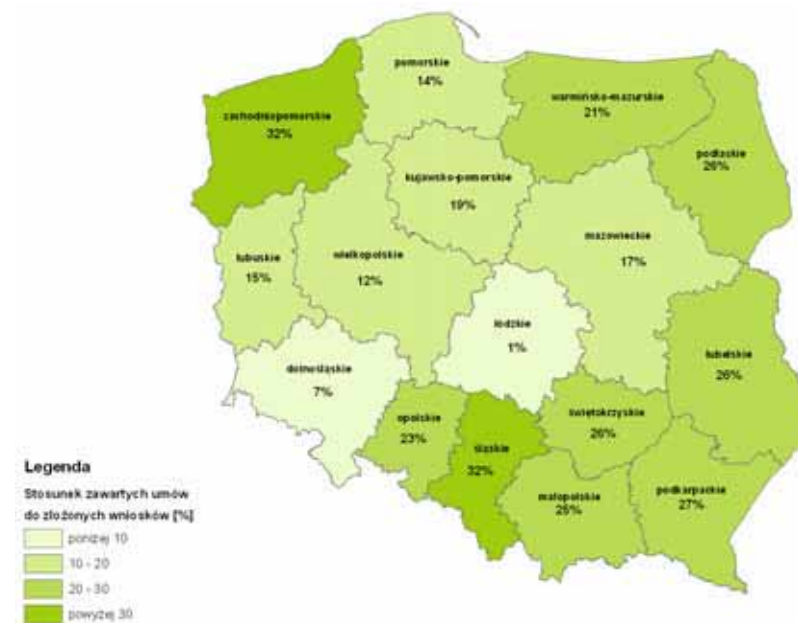 pomorskie
14%
warmińsko-mazurskie
21%
zachodniopomorskie
32%
podlaskie
26%
kujawsko-pomorskie
19%
mazowieckie
17%
lubuskie
15%
wielkopolskie
12%
łódzkie
1%
lubelskie
26%
dolnośląskie
7%
opolskie
23%
śląskie
32%
świętokrzyskie
26%
małopolskie
25%
podkarpackie
27%
Legenda
Stosunek zawartych umów
do złożonych wniosków [%]
poniżej 10
10 - 20
20 - 30
powyżej 30